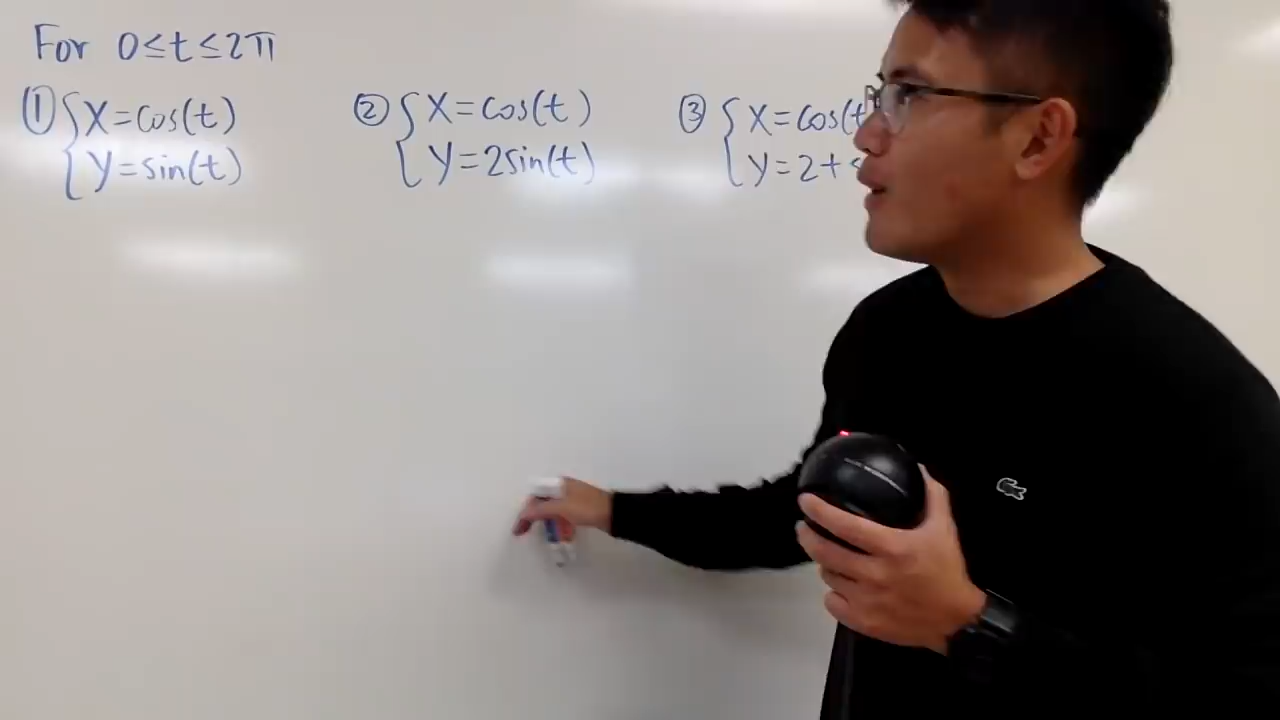 For 0≤t≤2π
① { x=cos(t)
y=sin(t)
② { x=cos(t)
y=2sin(t)
③ { x=cos(t
y=2+